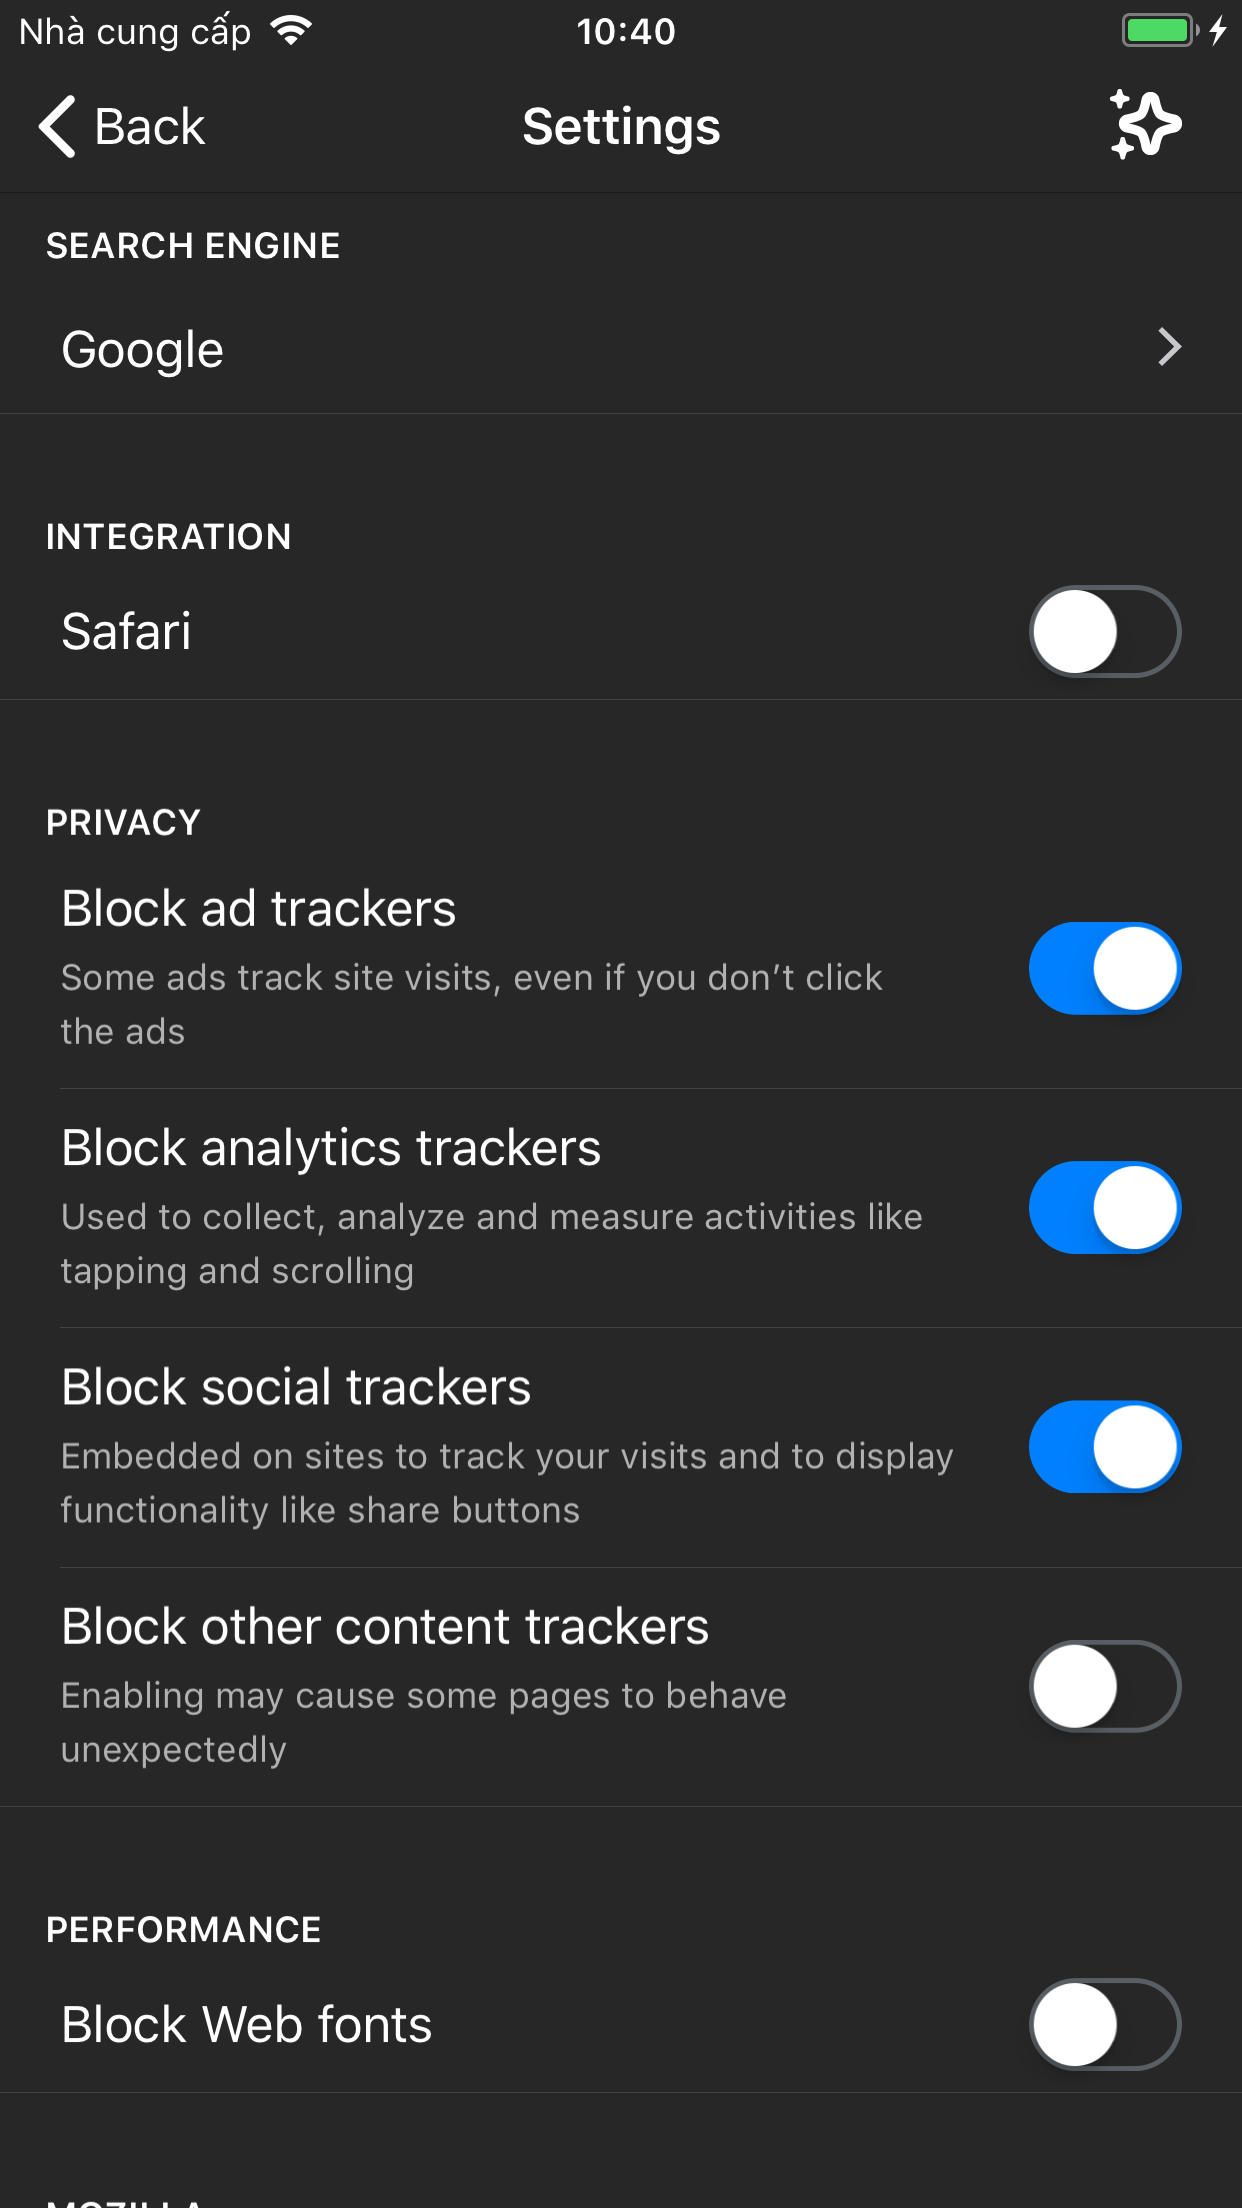 Nhà cung cấp
10:40
Back
Settings
SEARCH ENGINE
Google
INTEGRATION
Safari
PRIVACY
Block ad trackers
Some ads track site visits, even if you don’t click
the ads
Block analytics trackers
Used to collect, analyze and measure activities like
tapping and scrolling
Block social trackers
Embedded on sites to track your visits and to display
functionality like share buttons
Block other content trackers
Enabling may cause some pages to behave
unexpectedly
PERFORMANCE
Block Web fonts
MOZILLA